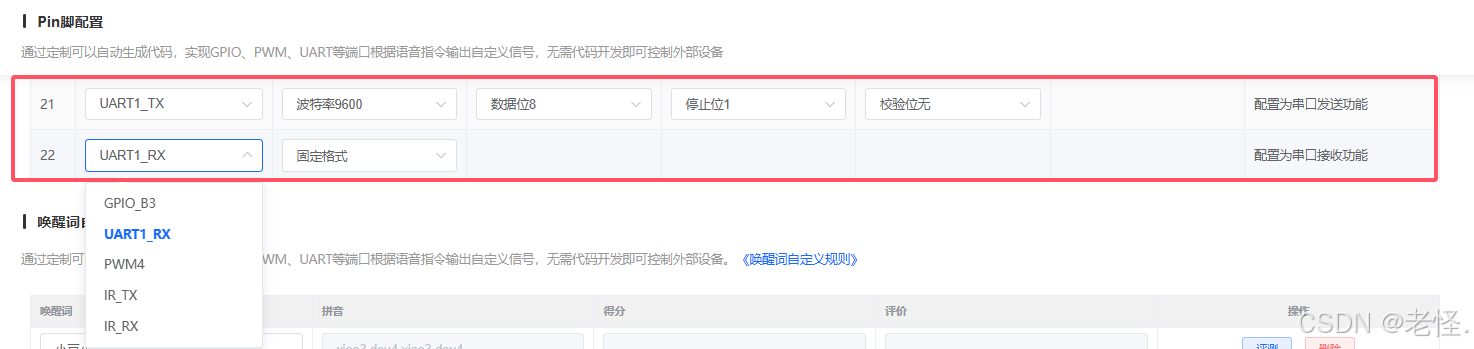 Pin脚配置
通过定制可以自动生成代码，实现GPIO、PWM、UART等端口根据语音指令输出自定义信号，无需代码开发即可控制外部设备
21 UART1_TX 波特率9600 数据位8 停止位1 校验位无 配置为串口发送功能
22 UART1_RX 固定格式 配置为串口接收功能
GPIO_B3
唤醒词
UART1_RX
通过定制可 WM、UART等端口根据语音指令输出自定义信号，无需代码开发即可控制外部设备。 《唤醒词自定义规则》
PWM4
IR_TX
唤醒词 拼音 得分 评价 操作
IR_RX
CSDN @老怪.
xiao3 dou4 xiao3 dou4
评测 删除